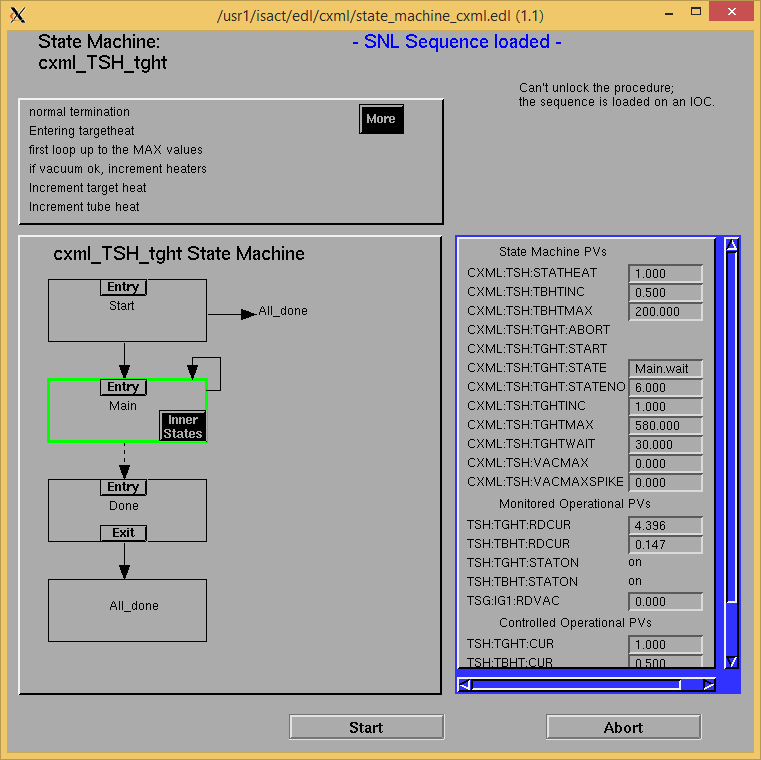 /usr1/isact/edl/cxml/state_machine_cxml.edl (1.1)
State Machine:
cxml_TSH_tght
- SNL Sequence loaded -
Can't unlock the procedure;
the sequence is loaded on an IOC.
normal termination
Entering targetheat
first loop up to the MAX values
if vacuum ok, increment heaters
Increment target heat
Increment tube heat
More
cxml_TSH_tght State Machine
Entry
Start
All_done
Entry
Main
Inner
States
Entry
Done
Exit
All_done
State Machine PVs
CXML:TSH:STATHEAT 1.000
CXML:TSH:TBHTINC 0.500
CXML:TSH:TBHTMAX 200.000
CXML:TSH:TGHT:ABORT
CXML:TSH:TGHT:START
CXML:TSH:TGHT:STATE Main.wait
CXML:TSH:TGHT:STATENO 6.000
CXML:TSH:TGHTINC 1.000
CXML:TSH:TGHTMAX 580.000
CXML:TSH:TGHTWAIT 30.000
CXML:TSH:VACMAX 0.000
CXML:TSH:VACMAXSPIKE 0.000
Monitored Operational PVs
TSH:TGHT:RDCUR 4.396
TSH:TBHT:RDCUR 0.147
TSH:TGHT:STATON on
TSH:TBHT:STATON on
TSG:IG1:RDVAC 0.000
Controlled Operational PVs
TSH:TGHT:CUR 1.000
TSH:TBHT:CUR 0.500
Start
Abort